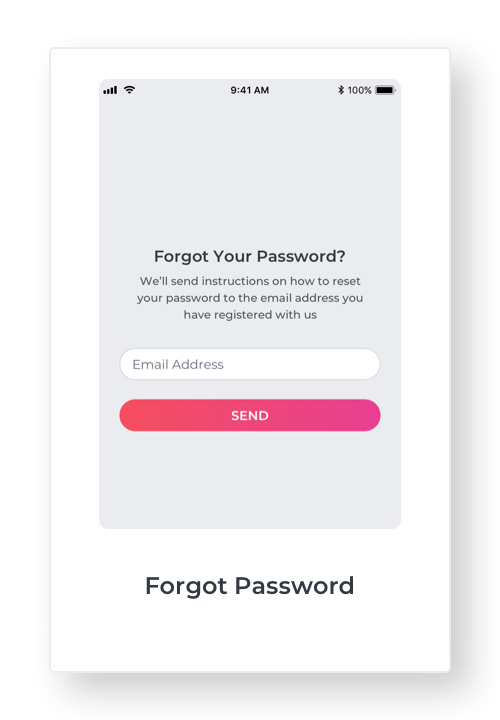 9:41 AM
100%
Forgot Your Password?
We'll send instructions on how to reset
your password to the email address you
have registered with us
Email Address
SEND
Forgot Password